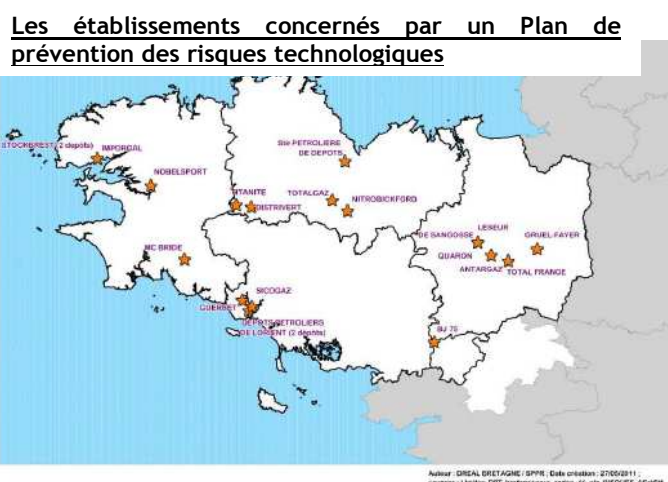 Les établissements concernés par un Plan de
prévention des risques technologiques
Sté PETROLIERE
DE DEPOTS
STOCKBREST (2 dépôts)
IMPORGAL
NOBELSPORT
TITANITE
DISTRIVERT
TOTALGAZ
NITROBICKFORD
DE SANGOSSE
LESEUR
GRUEL-FAYER
QUARON
ANTARGAZ
TOTAL FRANCE
MC-BRIDE
SICOGAZ
GUERBET
DEPOTS PETROLIERS
DE LORIENT (2 dépôts)
BJ 75
Auteur : DREAL BRETAGNE / SPPR ; Date création : 27/05/2011 ;